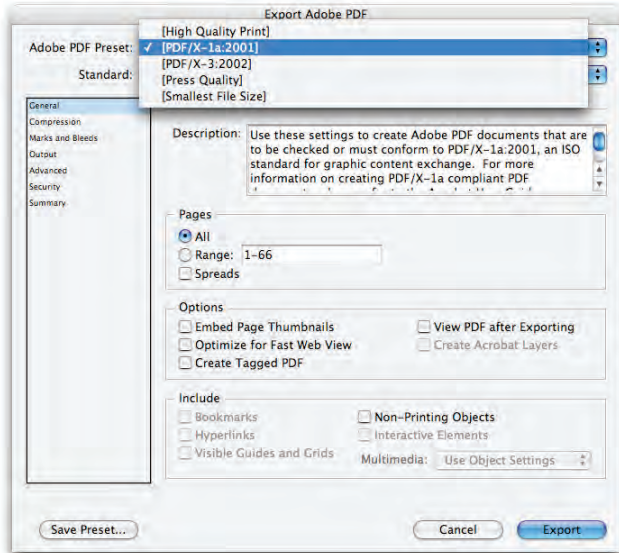 Export Adobe PDF
Adobe PDF Preset:
[High Quality Print]
✓ [PDF/X-1a:2001]
[PDF/X-3:2002]
[Press Quality]
[Smallest File Size]
Standard:
General
Compression
Marks and Bleeds
Output
Advanced
Security
Summary
Description: Use these settings to create Adobe PDF documents that are
to be checked or must conform to PDF/X-1a:2001, an ISO
standard for graphic content exchange.  For more
information on creating PDF/X-1a compliant PDF
Pages
All
Range: 1-66
Spreads
Options
Embed Page Thumbnails
View PDF after Exporting
Optimize for Fast Web View
Create Acrobat Layers
Create Tagged PDF
Include
Bookmarks
Non-Printing Objects
Hyperlinks
Interactive Elements
Visible Guides and Grids
Multimedia: Use Object Settings
Save Preset...
Cancel
Export